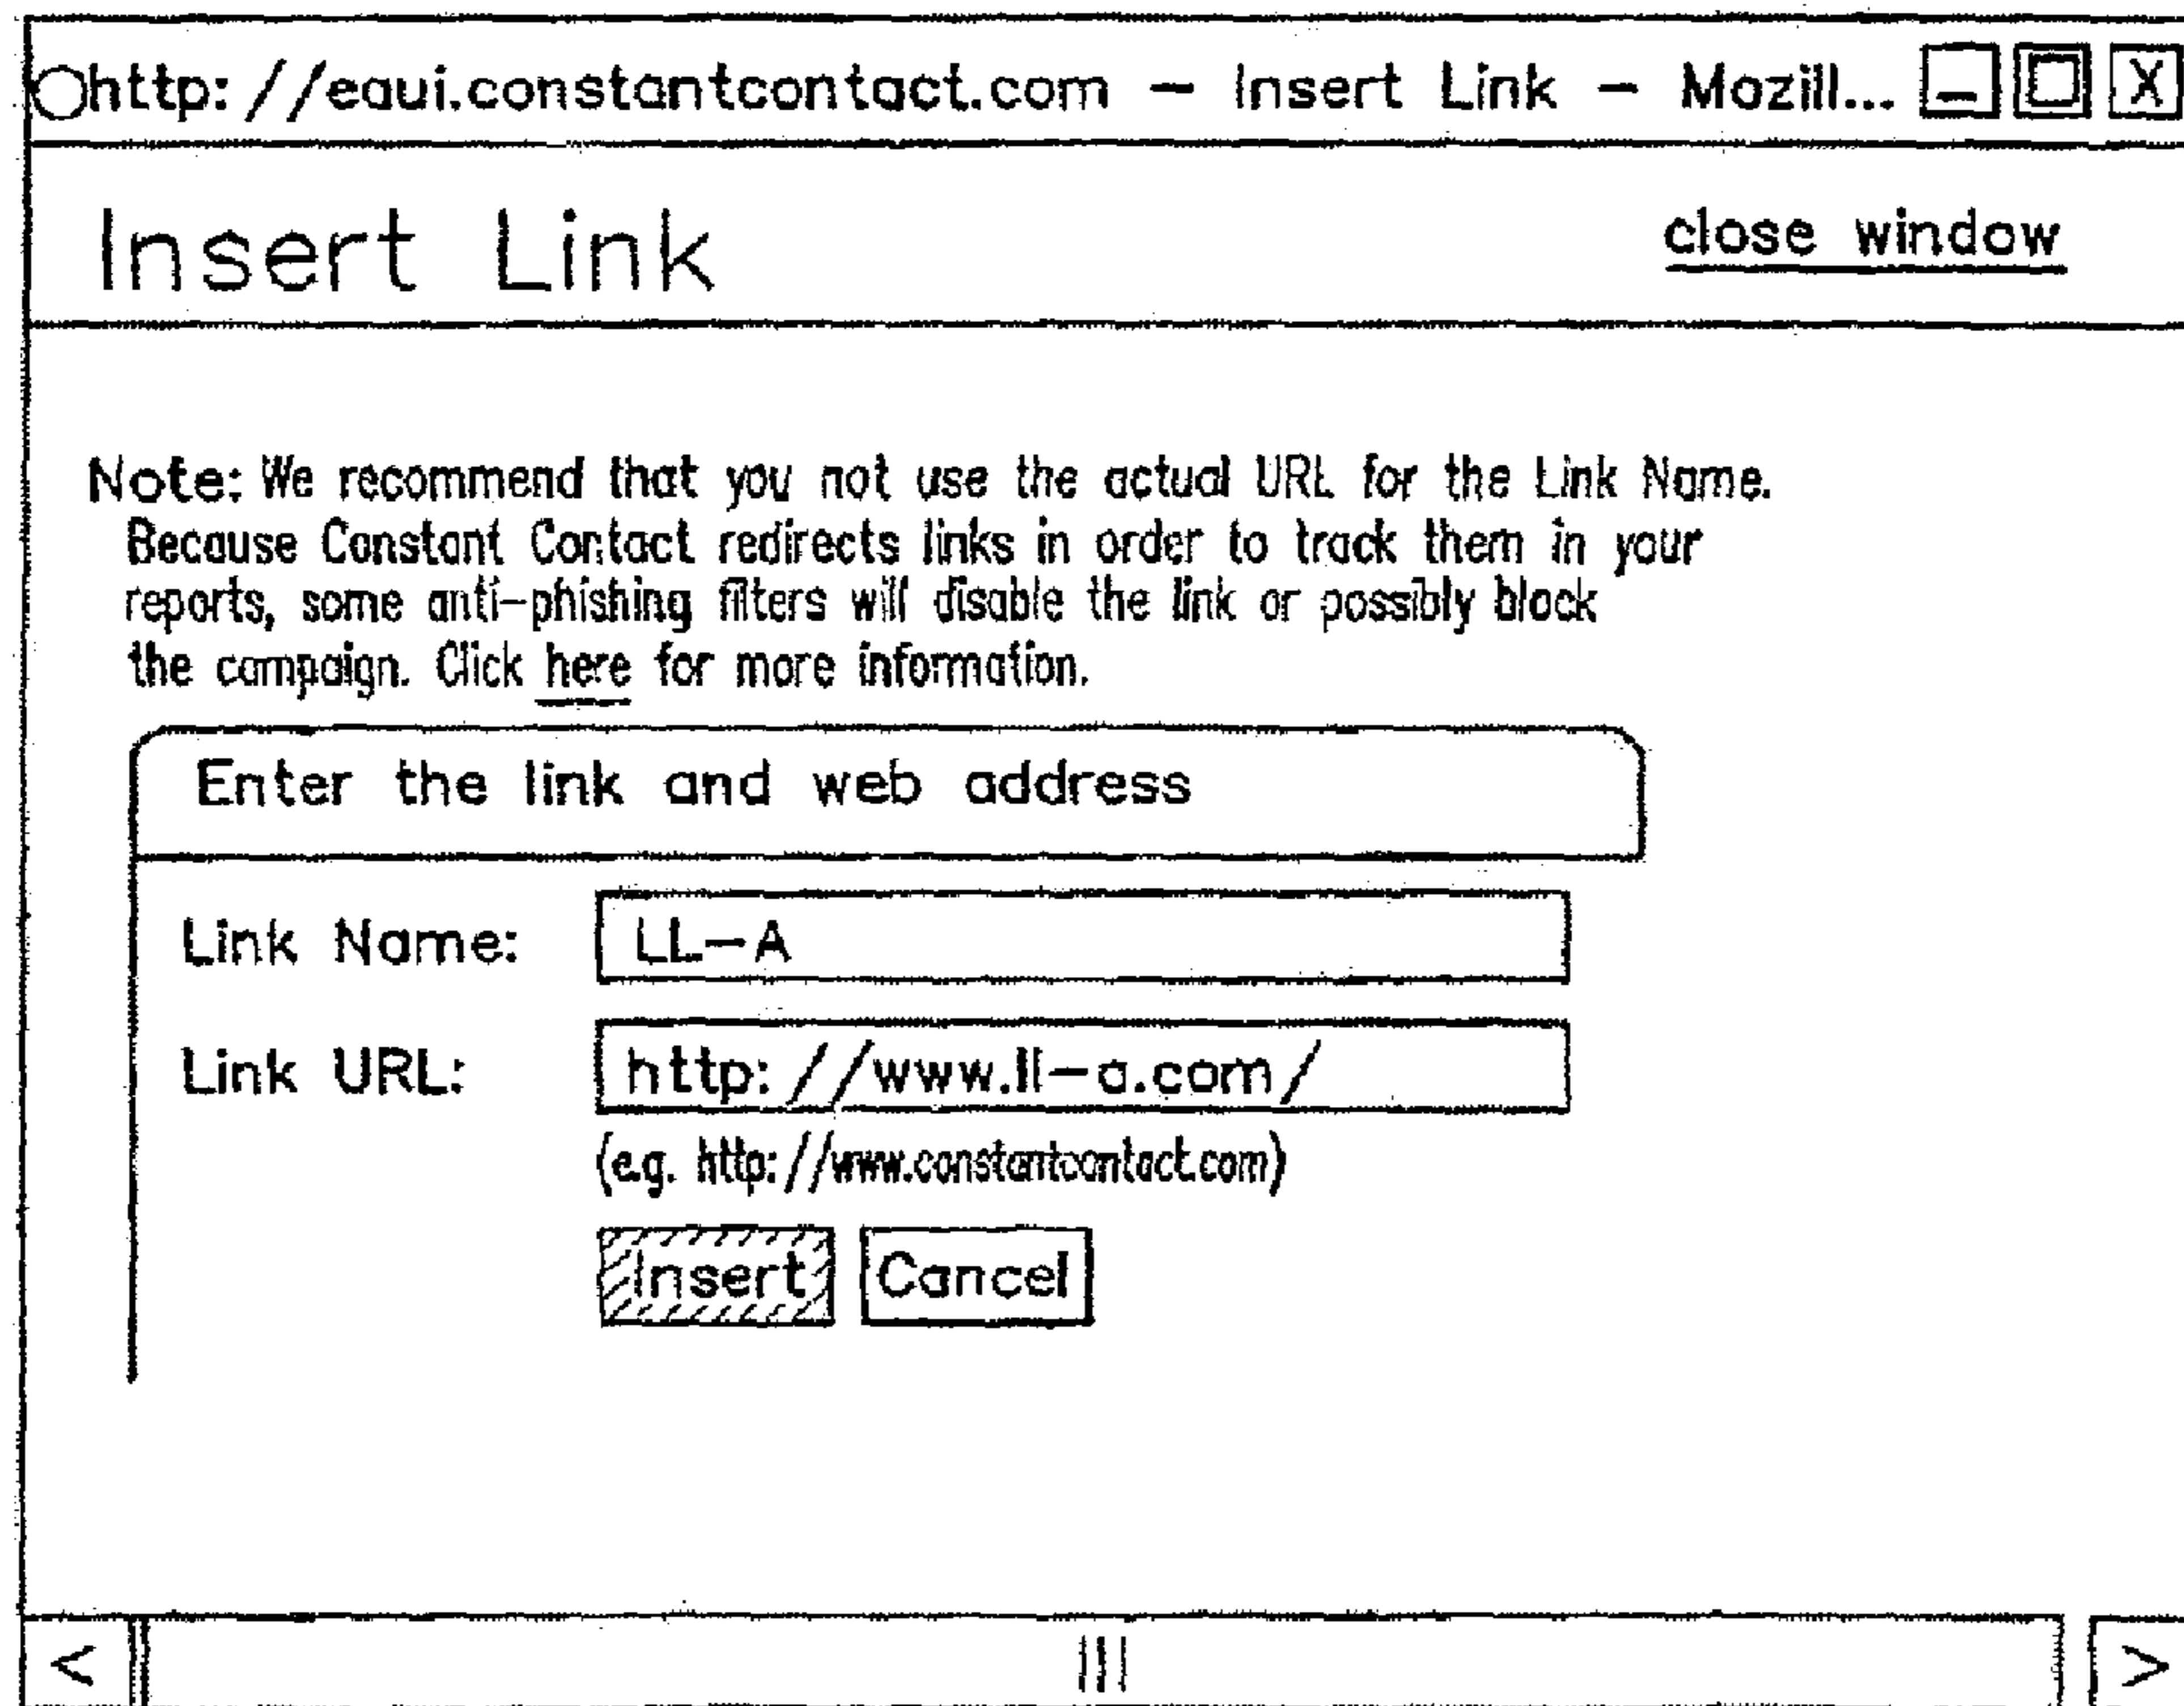 http://eaui.constantcontact.com - Insert Link - Mozill... X
Insert Link
close window
Note: We recommend that you not use the actual URL for the Link Name.
Because Constant Contact redirects links in order to track them in your
reports, some anti-phishing filters will disable the link or possibly block
the campaign. Click here for more information.
Enter the link and web address
Link Name: LL-A
Link URL: http://www.ll-a.com/
(e.g. http://www.constantcontact.com)
Insert Cancel
< ||| >